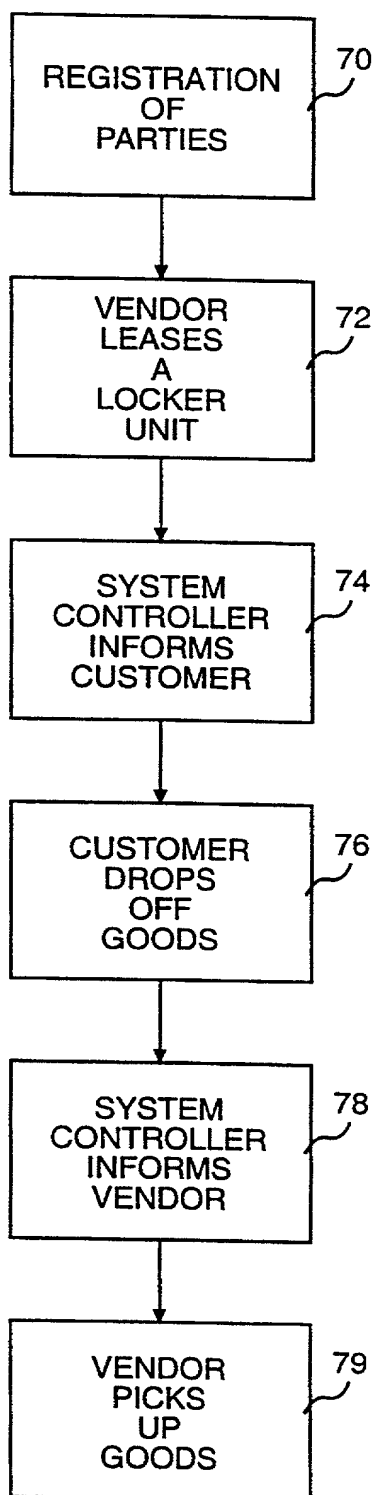 REGISTRATION
OF
PARTIES
70
VENDOR
LEASES
A
LOCKER
UNIT
72
SYSTEM
CONTROLLER
INFORMS
CUSTOMER
74
CUSTOMER
DROPS
OFF
GOODS
76
SYSTEM
CONTROLLER
INFORMS
VENDOR
78
VENDOR
PICKS
UP
GOODS
79